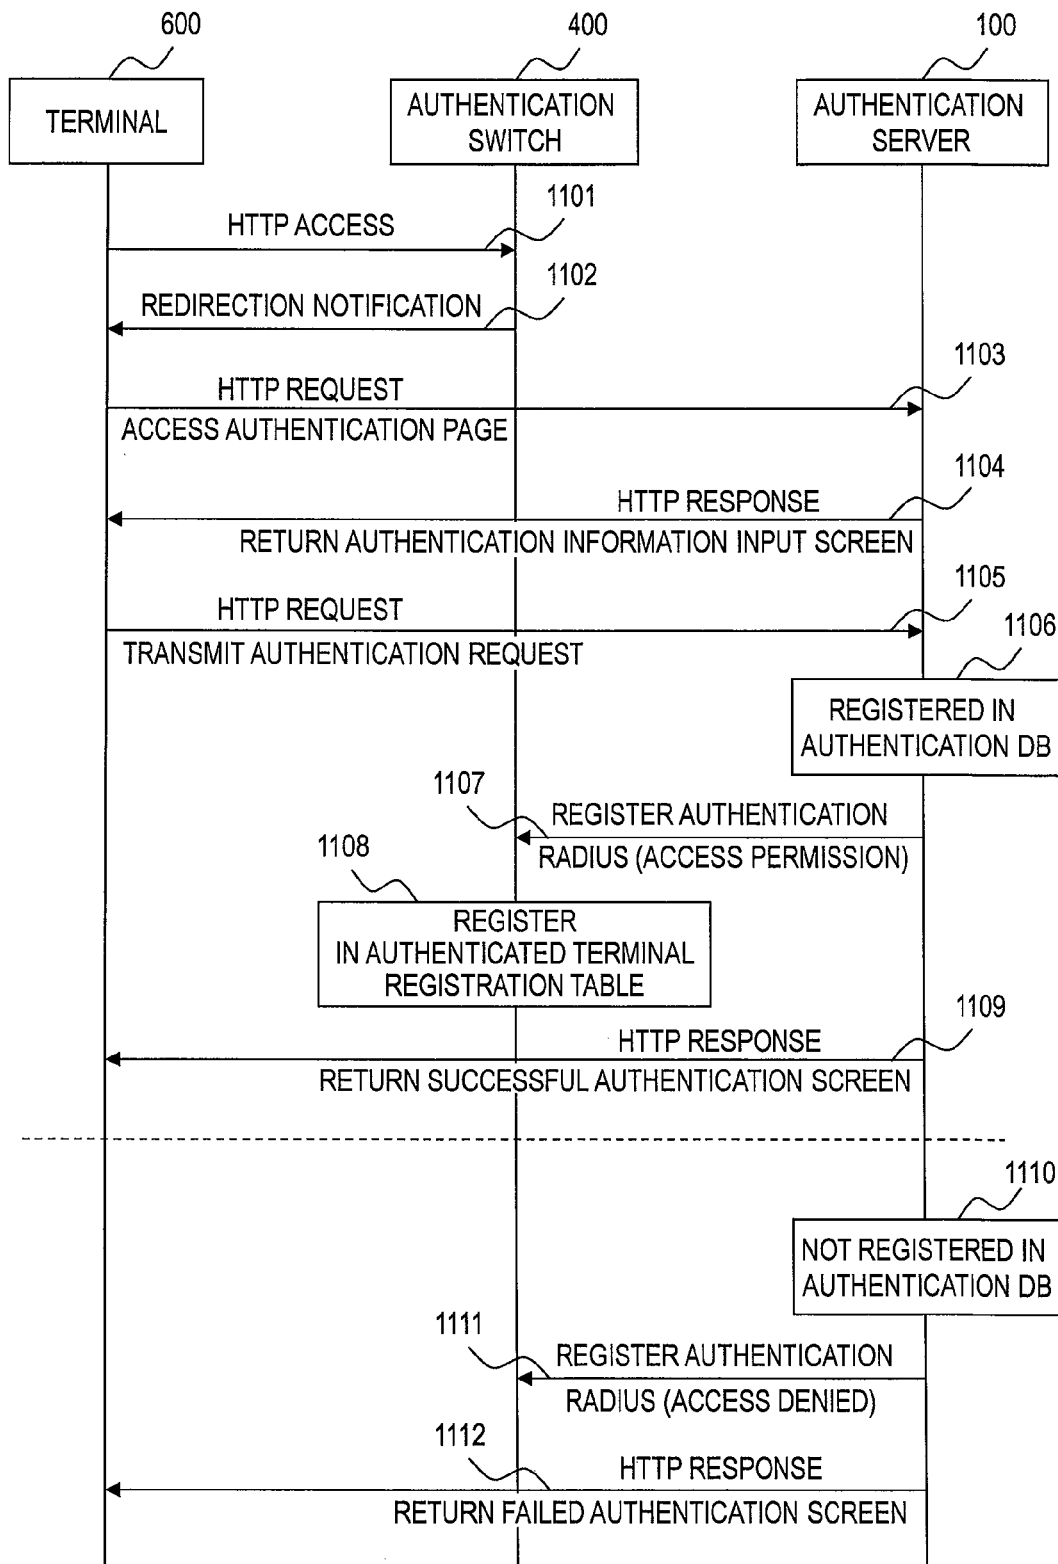 600
400
100
TERMINAL
AUTHENTICATION
SWITCH
AUTHENTICATION
SERVER
1101
HTTP ACCESS
1102
REDIRECTION NOTIFICATION
1103
HTTP REQUEST
ACCESS AUTHENTICATION PAGE
1104
HTTP RESPONSE
RETURN AUTHENTICATION INFORMATION INPUT SCREEN
1105
HTTP REQUEST
TRANSMIT AUTHENTICATION REQUEST
1106
REGISTERED IN
AUTHENTICATION DB
1107
REGISTER AUTHENTICATION
RADIUS (ACCESS PERMISSION)
1108
REGISTER
IN AUTHENTICATED TERMINAL
REGISTRATION TABLE
1109
HTTP RESPONSE
RETURN SUCCESSFUL AUTHENTICATION SCREEN
1110
NOT REGISTERED IN
AUTHENTICATION DB
1111
REGISTER AUTHENTICATION
RADIUS (ACCESS DENIED)
1112
HTTP RESPONSE
RETURN FAILED AUTHENTICATION SCREEN